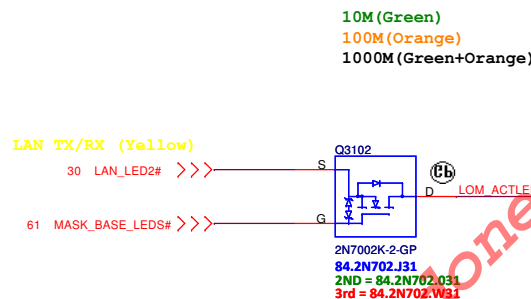 10M(Green)
100M(Orange)
1000M(Green+Orange)
LAN TX/RX (Yellow)
Q3102
30 LAN_LED2# S
D LOM_ACTLE
61 MASK_BASE_LEDS# G
2N7002K-2-GP
84.2N702.J31
2ND = 84.2N702.031
3rd = 84.2N702.W31